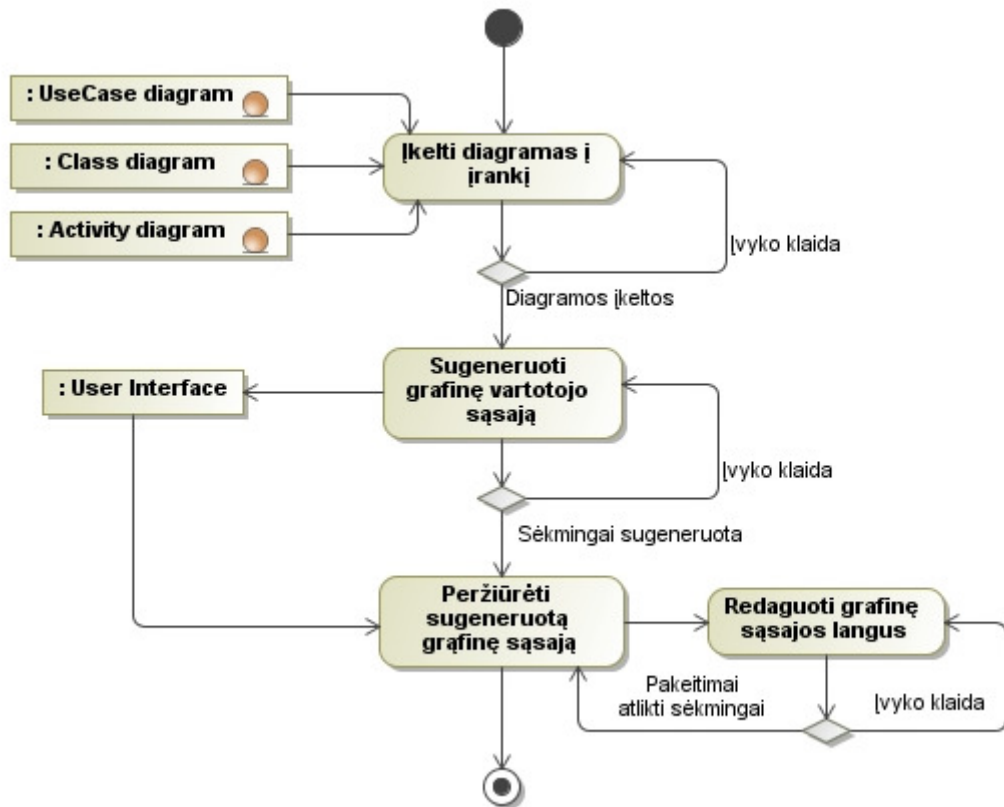 : UseCase diagram
: Class diagram
: Activity diagram
Įkelti diagramas į
įrankį
Įvyko klaida
Diagramos įkeltos
Sugeneruoti
grafinę vartotojo
sąsają
: User Interface
Įvyko klaida
Sėkmingai sugeneruota
Peržiūrėti
sugeneruotą
grąfinę sąsają
Redaguoti grafinę
sąsajos langus
Pakeitimai
atlikti sėkmingai
Įvyko klaida